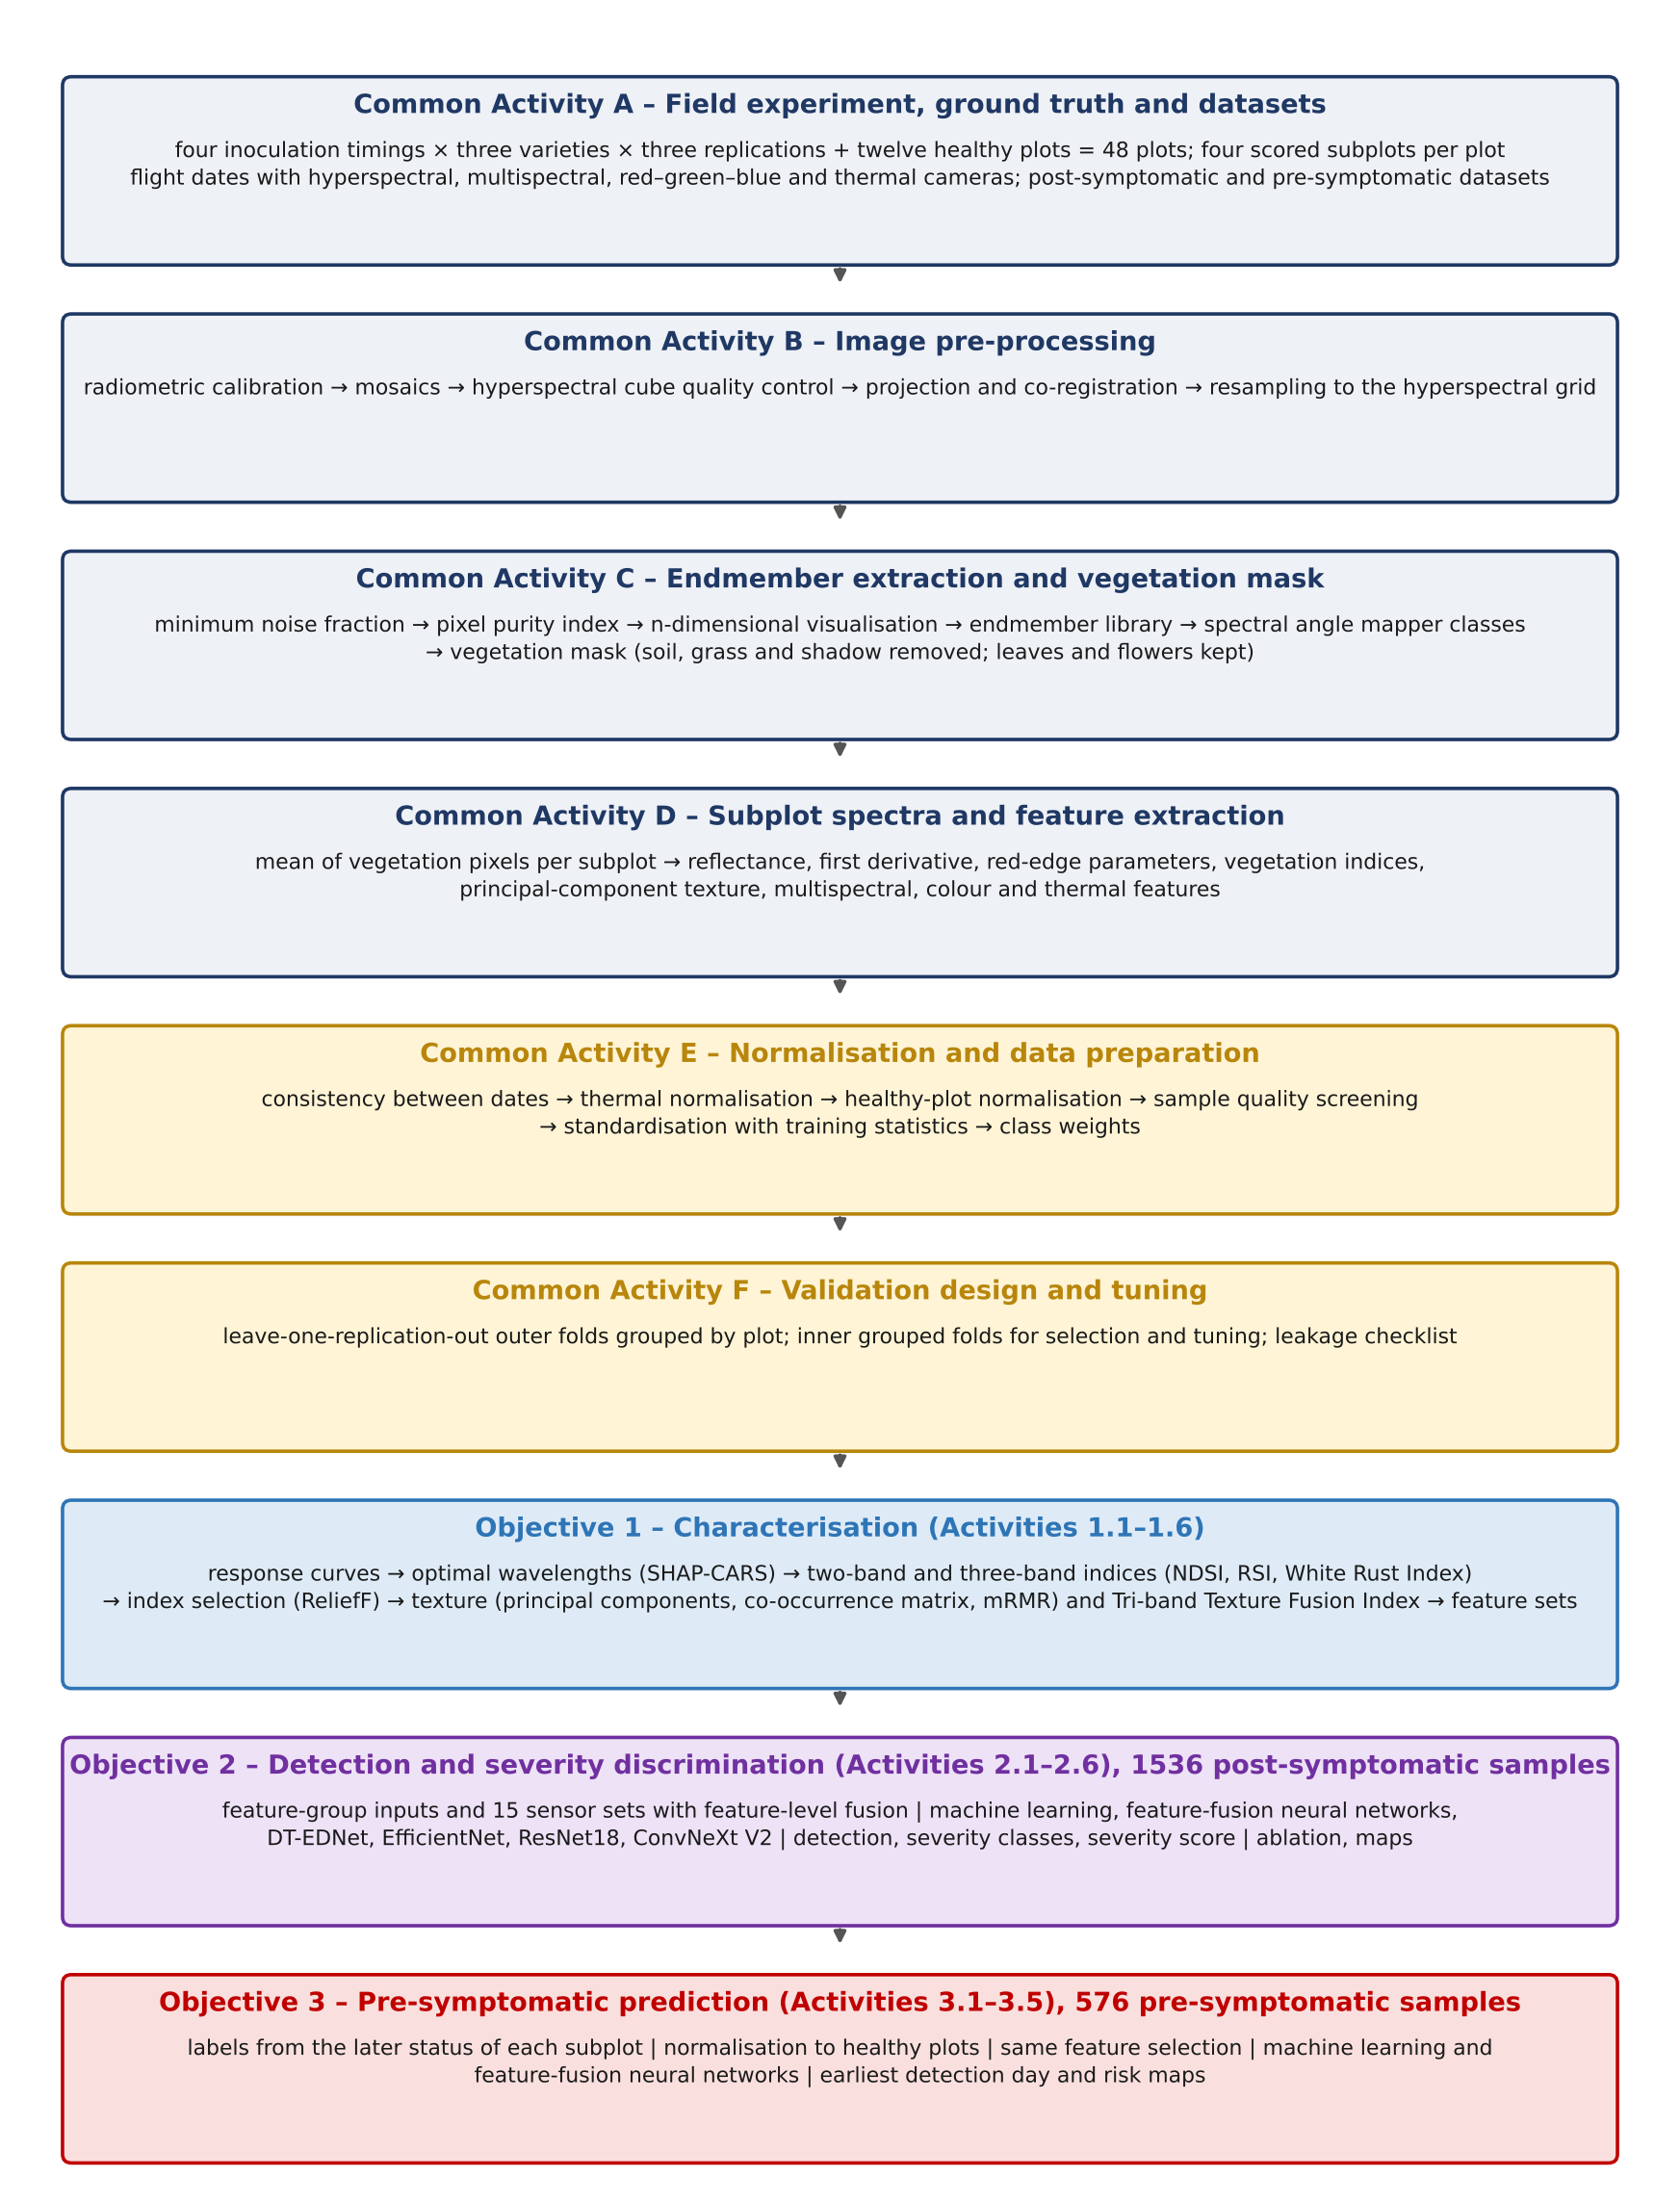 Common Activity A – Field experiment, ground truth and datasets
four inoculation timings × three varieties × three replications + twelve healthy plots = 48 plots; four scored subplots per plot
flight dates with hyperspectral, multispectral, red–green–blue and thermal cameras; post-symptomatic and pre-symptomatic datasets
Common Activity B – Image pre-processing
radiometric calibration → mosaics → hyperspectral cube quality control → projection and co-registration → resampling to the hyperspectral grid
Common Activity C – Endmember extraction and vegetation mask
minimum noise fraction → pixel purity index → n-dimensional visualisation → endmember library → spectral angle mapper classes
→ vegetation mask (soil, grass and shadow removed; leaves and flowers kept)
Common Activity D – Subplot spectra and feature extraction
mean of vegetation pixels per subplot → reflectance, first derivative, red-edge parameters, vegetation indices,
principal-component texture, multispectral, colour and thermal features
Common Activity E – Normalisation and data preparation
consistency between dates → thermal normalisation → healthy-plot normalisation → sample quality screening
→ standardisation with training statistics → class weights
Common Activity F – Validation design and tuning
leave-one-replication-out outer folds grouped by plot; inner grouped folds for selection and tuning; leakage checklist
Objective 1 – Characterisation (Activities 1.1–1.6)
response curves → optimal wavelengths (SHAP-CARS) → two-band and three-band indices (NDSI, RSI, White Rust Index)
→ index selection (ReliefF) → texture (principal components, co-occurrence matrix, mRMR) and Tri-band Texture Fusion Index → feature sets
Objective 2 – Detection and severity discrimination (Activities 2.1–2.6), 1536 post-symptomatic samples
feature-group inputs and 15 sensor sets with feature-level fusion | machine learning, feature-fusion neural networks,
DT-EDNet, EfficientNet, ResNet18, ConvNeXt V2 | detection, severity classes, severity score | ablation, maps
Objective 3 – Pre-symptomatic prediction (Activities 3.1–3.5), 576 pre-symptomatic samples
labels from the later status of each subplot | normalisation to healthy plots | same feature selection | machine learning and
feature-fusion neural networks | earliest detection day and risk maps